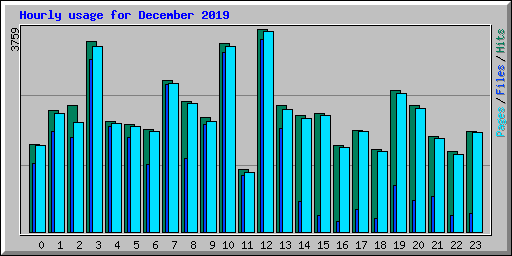 Hourly usage for December 2019
3759
Pages / Files / Hits
0 1 2 3 4 5 6 7 8 9 10 11 12 13 14 15 16 17 18 19 20 21 22 23